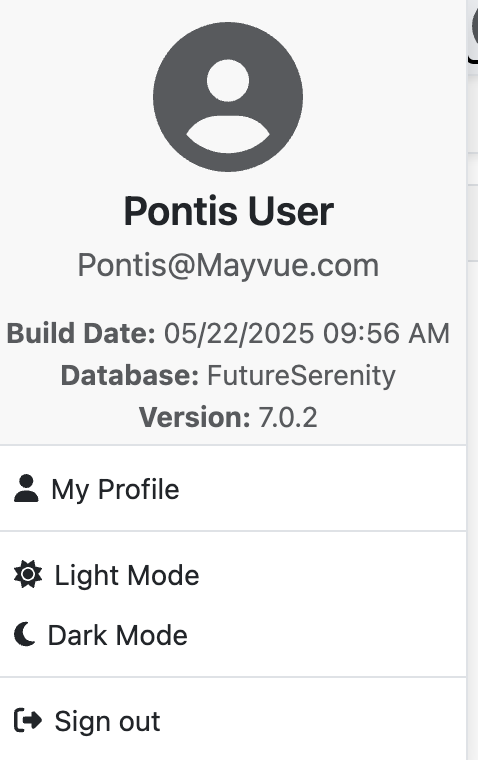 Pontis User
Pontis@Mayvue.com
Build Date: 05/22/2025 09:56 AM
Database: FutureSerenity
Version: 7.0.2
My Profile
Light Mode
Dark Mode
Sign out